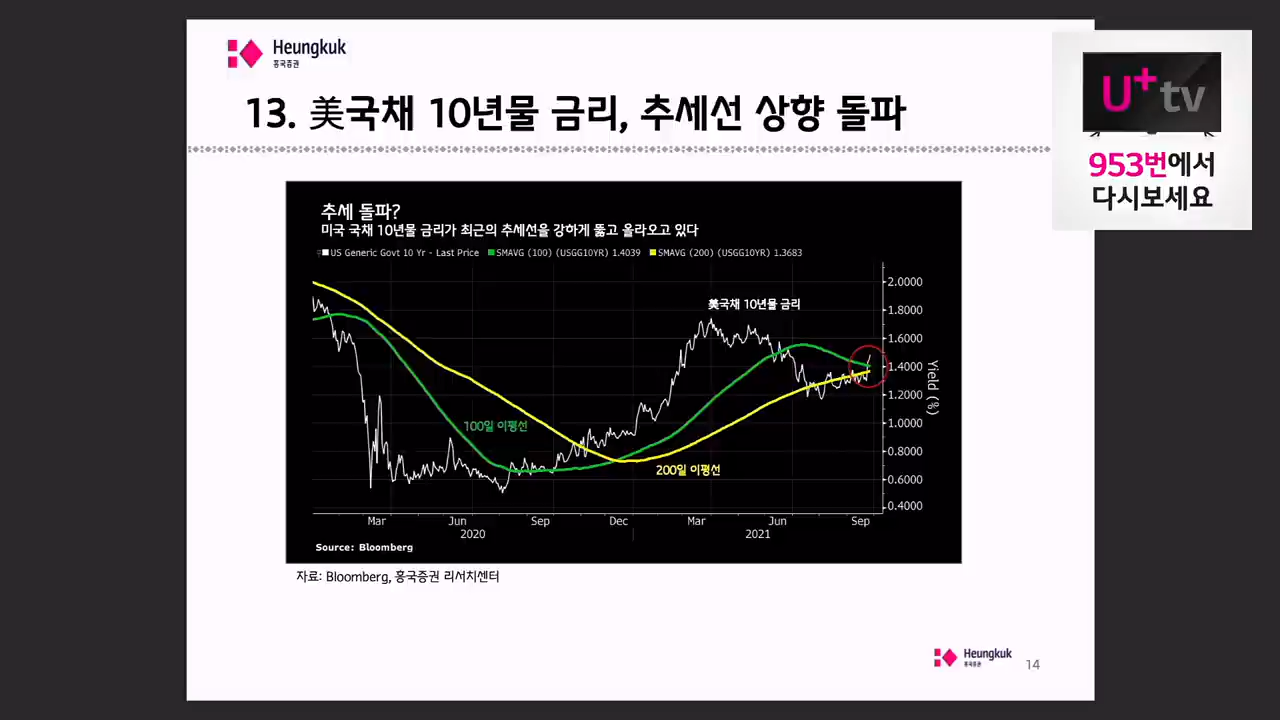 Heungkuk
흥국증권
13. 美국채 10년물 금리, 추세선 상향 돌파
U+tv
953번에서
다시보세요
추세 돌파?
미국 국채 10년물 금리가 최근의 추세선을 강하게 뚫고 올라오고 있다
US Generic Govt 10 Yr - Last Price SMAVG (100) (USGG10YR) 1.4039 SMAVG (200) (USGG10YR) 1.3683
美국채 10년물 금리
100일 이평선
200일 이평선
2.0000
1.8000
1.6000
1.4000
1.2000
1.0000
0.8000
0.6000
0.4000
Yield (%)
Mar Jun Sep Dec Mar Jun Sep
2020 2021
Source: Bloomberg
자료: Bloomberg, 흥국증권 리서치센터
Heungkuk
흥국증권
14